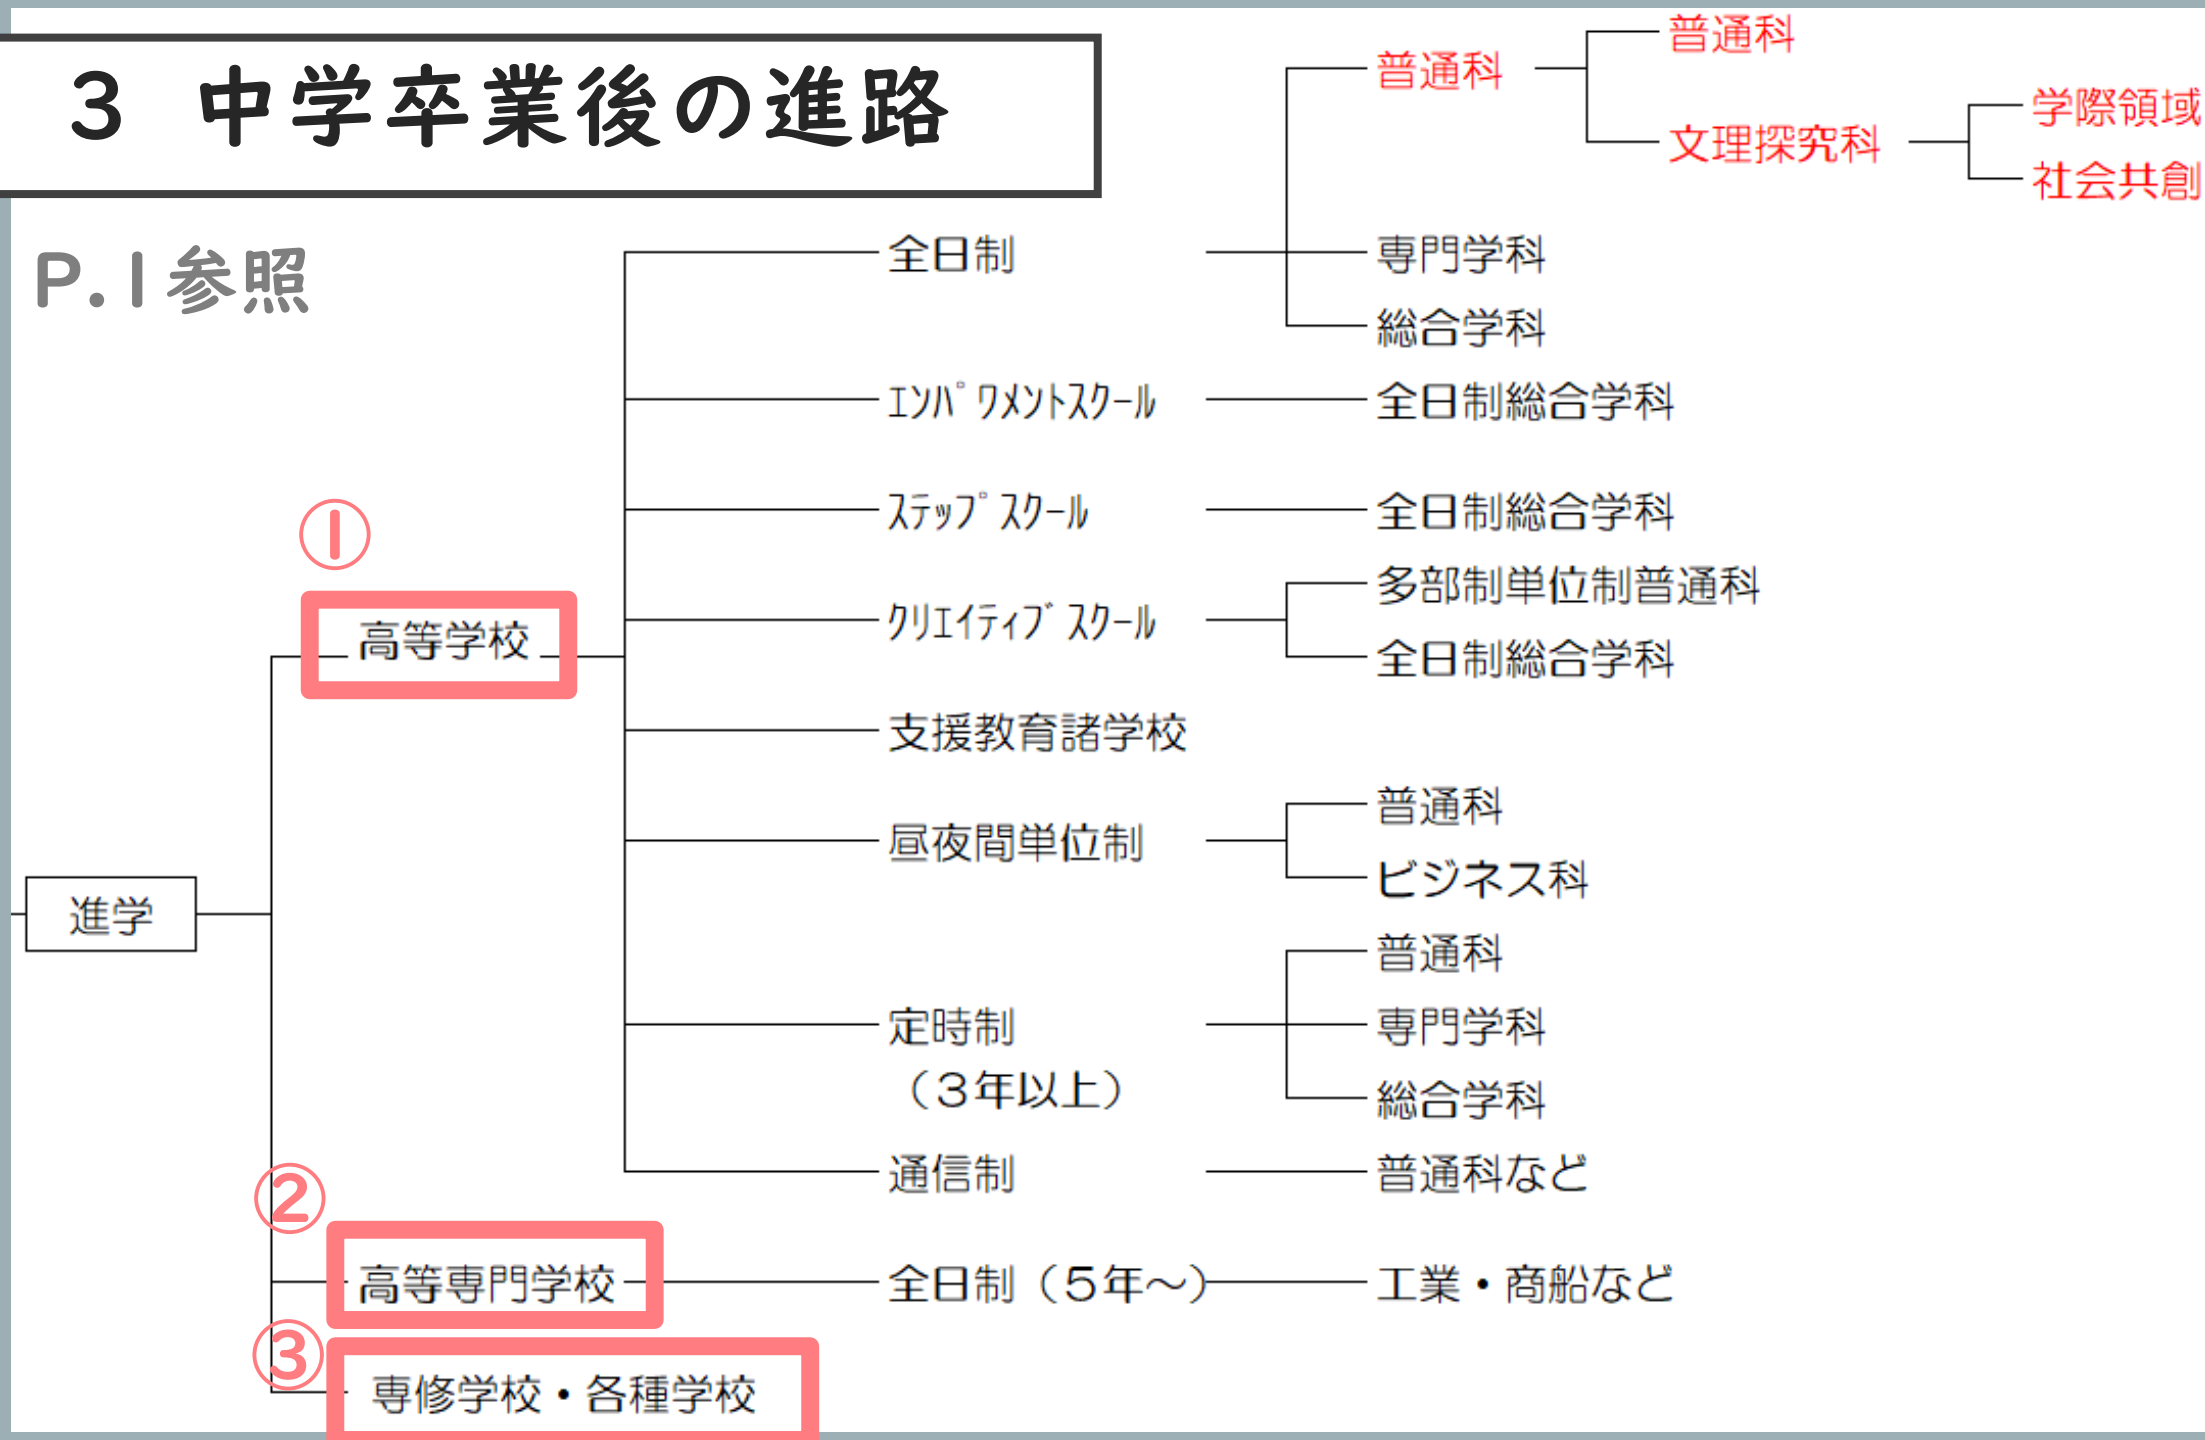 3 中学卒業後の進路
P.1参照
進学
①
高等学校
全日制
普通科
普通科
文理探究科
学際領域
社会共創
専門学科
総合学科
ｴﾝﾊﾟﾜﾒﾝﾄｽｸｰﾙ
全日制総合学科
ｽﾃｯﾌﾟｽｸｰﾙ
全日制総合学科
ｸﾘｴｲﾃｨﾌﾞｽｸｰﾙ
多部制単位制普通科
全日制総合学科
支援教育諸学校
昼夜間単位制
普通科
ビジネス科
定時制
（３年以上）
普通科
専門学科
総合学科
通信制
普通科など
②
高等専門学校
全日制（５年～）
工業・商船など
③
専修学校・各種学校